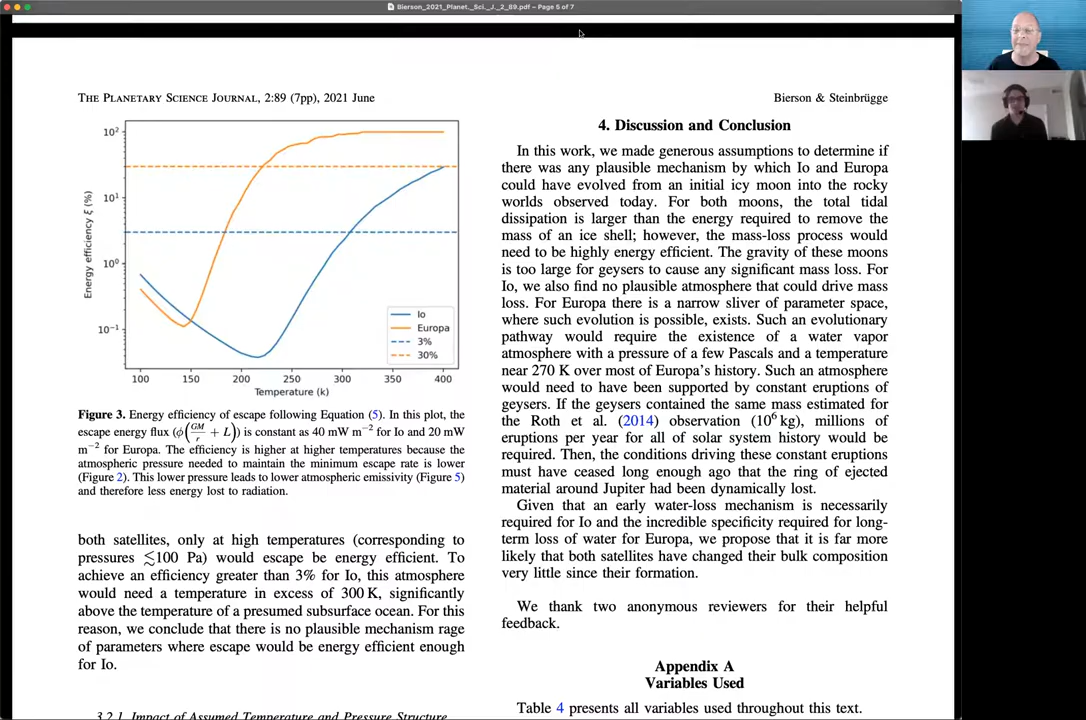 Bierson_2021_Planet._Sci._J._2_89.pdf – Page 5 of 7
THE PLANETARY SCIENCE JOURNAL, 2:89 (7pp), 2021 June
Bierson & Steinbrügge
10²
10¹
10⁰
10⁻¹
Energy efficiency ξ (%)
Io
Europa
3%
30%
100 150 200 250 300 350 400
Temperature (k)
Figure 3. Energy efficiency of escape following Equation (5). In this plot, the
escape energy flux (ϕ(GM/r + L)) is constant as 40 mW m⁻² for Io and 20 mW
m⁻² for Europa. The efficiency is higher at higher temperatures because the
atmospheric pressure needed to maintain the minimum escape rate is lower
(Figure 2). This lower pressure leads to lower atmospheric emissivity (Figure 5)
and therefore less energy lost to radiation.
both satellites, only at high temperatures (corresponding to
pressures ≲100 Pa) would escape be energy efficient. To
achieve an efficiency greater than 3% for Io, this atmosphere
would need a temperature in excess of 300 K, significantly
above the temperature of a presumed subsurface ocean. For this
reason, we conclude that there is no plausible mechanism rage
of parameters where escape would be energy efficient enough
for Io.
3.2.1. Impact of Assumed Temperature and Pressure Structure
4. Discussion and Conclusion
In this work, we made generous assumptions to determine if
there was any plausible mechanism by which Io and Europa
could have evolved from an initial icy moon into the rocky
worlds observed today. For both moons, the total tidal
dissipation is larger than the energy required to remove the
mass of an ice shell; however, the mass-loss process would
need to be highly energy efficient. The gravity of these moons
is too large for geysers to cause any significant mass loss. For
Io, we also find no plausible atmosphere that could drive mass
loss. For Europa there is a narrow sliver of parameter space,
where such evolution is possible, exists. Such an evolutionary
pathway would require the existence of a water vapor
atmosphere with a pressure of a few Pascals and a temperature
near 270 K over most of Europa's history. Such an atmosphere
would need to have been supported by constant eruptions of
geysers. If the geysers contained the same mass estimated for
the Roth et al. (2014) observation (10⁶ kg), millions of
eruptions per year for all of solar system history would be
required. Then, the conditions driving these constant eruptions
must have ceased long enough ago that the ring of ejected
material around Jupiter had been dynamically lost.
Given that an early water-loss mechanism is necessarily
required for Io and the incredible specificity required for long-
term loss of water for Europa, we propose that it is far more
likely that both satellites have changed their bulk composition
very little since their formation.
We thank two anonymous reviewers for their helpful
feedback.
Appendix A
Variables Used
Table 4 presents all variables used throughout this text.